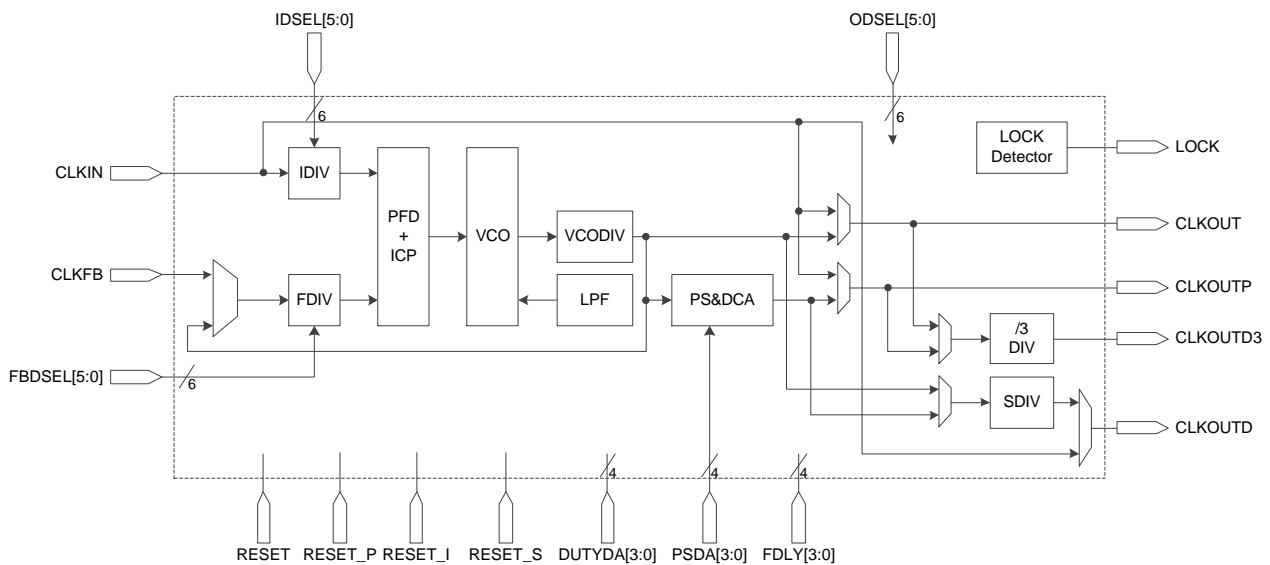 IDSEL[5:0]
ODSEL[5:0]
6
6
LOCK
Detector
LOCK
CLKIN
IDIV
PFD
+
ICP
VCO
VCODIV
CLKOUT
CLKFB
FDIV
LPF
PS&DCA
CLKOUTP
/3
DIV
CLKOUTD3
FBDSEL[5:0]
6
SDIV
CLKOUTD
4
4
4
RESET
RESET_P
RESET_I
RESET_S
DUTYDA[3:0]
PSDA[3:0]
FDLY[3:0]